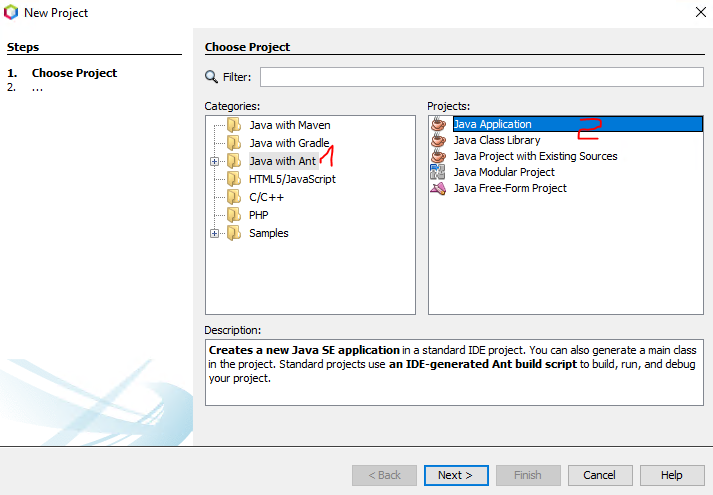 New Project
Steps
1. Choose Project
2. ...
Choose Project
Filter:
Categories:
Java with Maven
Java with Gradle
Java with Ant 1
HTML5/JavaScript
C/C++
PHP
Samples
Projects:
Java Application 2
Java Class Library
Java Project with Existing Sources
Java Modular Project
Java Free-Form Project
Description:
Creates a new Java SE application in a standard IDE project. You can also generate a main class
in the project. Standard projects use an IDE-generated Ant build script to build, run, and debug
your project.
< Back Next > Finish Cancel Help